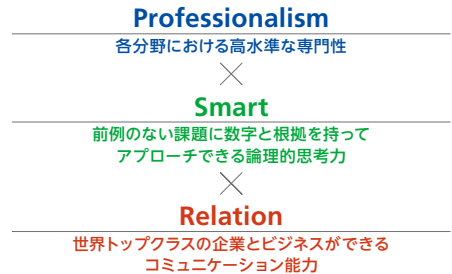 Professionalism
各分野における高水準な専門性
×
Smart
前例のない課題に数字と根拠を持って
アプローチできる論理的思考力
×
Relation
世界トップクラスの企業とビジネスができる
コミュニケーション能力